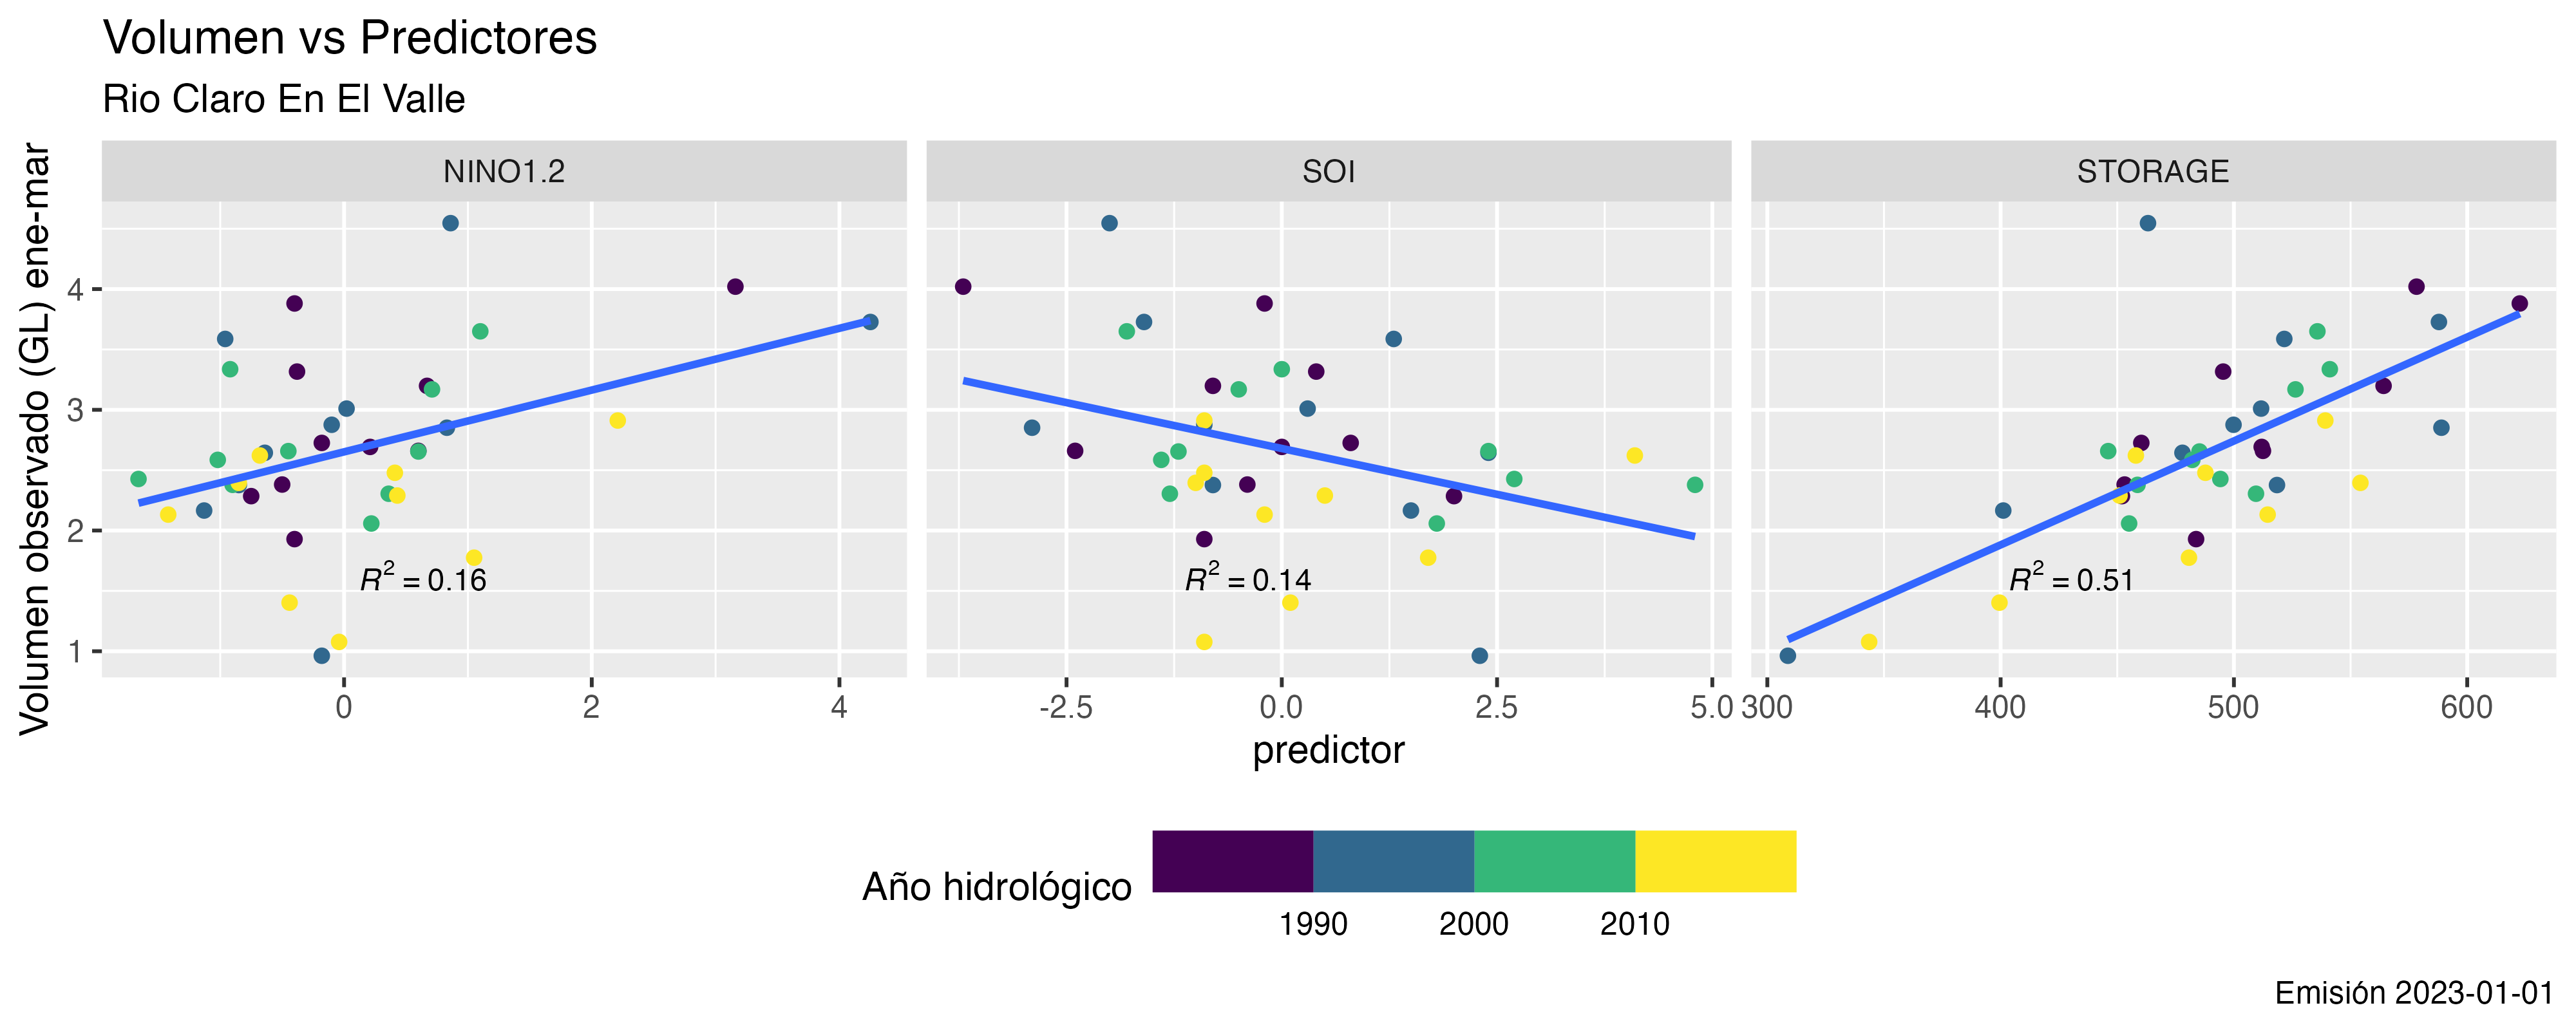 Volumen vs Predictores
Rio Claro En El Valle
NINO1.2 SOI STORAGE
Volumen observado (GL) ene-mar
4
3
2
1
R² = 0.16 R² = 0.14 R² = 0.51
0 2 4 -2.5 0.0 2.5 5.0 300 400 500 600
predictor
Año hidrológico
1990 2000 2010
Emisión 2023-01-01